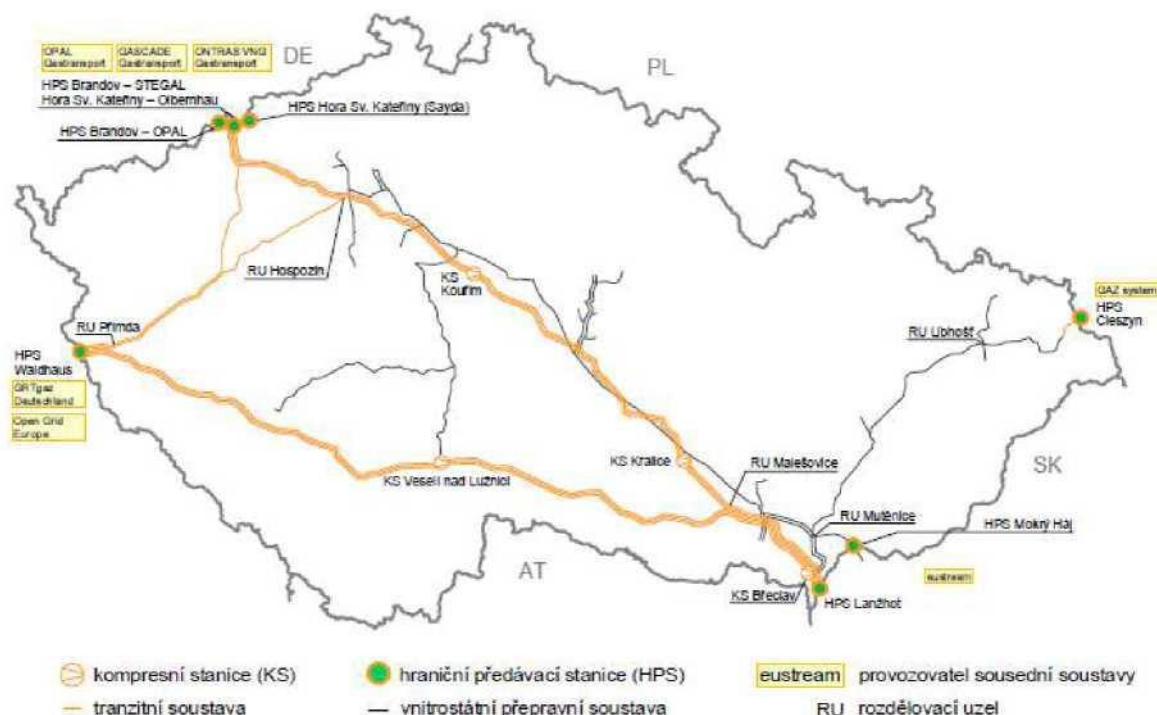 OPAL
Gastransport
GASCADE
Gastransport
ONTRAS VNG
Gastransport
DE
PL
HPS Brandov – STEGAL
Hora Sv. Kateřiny – Olbernhau
HPS Hora Sv. Kateřiny (Sayda)
HPS Brandov – OPAL
RU Hospozín
KS
Kouřim
GAZ system
HPS
Cieszyn
RU Libhošť
RU Přimda
HPS
Waidhaus
GRTgaz
Deutschland
Open Grid
Europe
KS Kralice
SK
RU Malešovice
KS Veselí nad Lužnicí
RU Mutěnice
HPS Mokrý Háj
AT
eustream
KS Břeclav
HPS Lanžhot
kompresní stanice (KS)
hraniční předávací stanice (HPS)
eustream provozovatel sousední soustavy
tranzitní soustava
vnitrostátní přepravní soustava
RU rozdělovací uzel